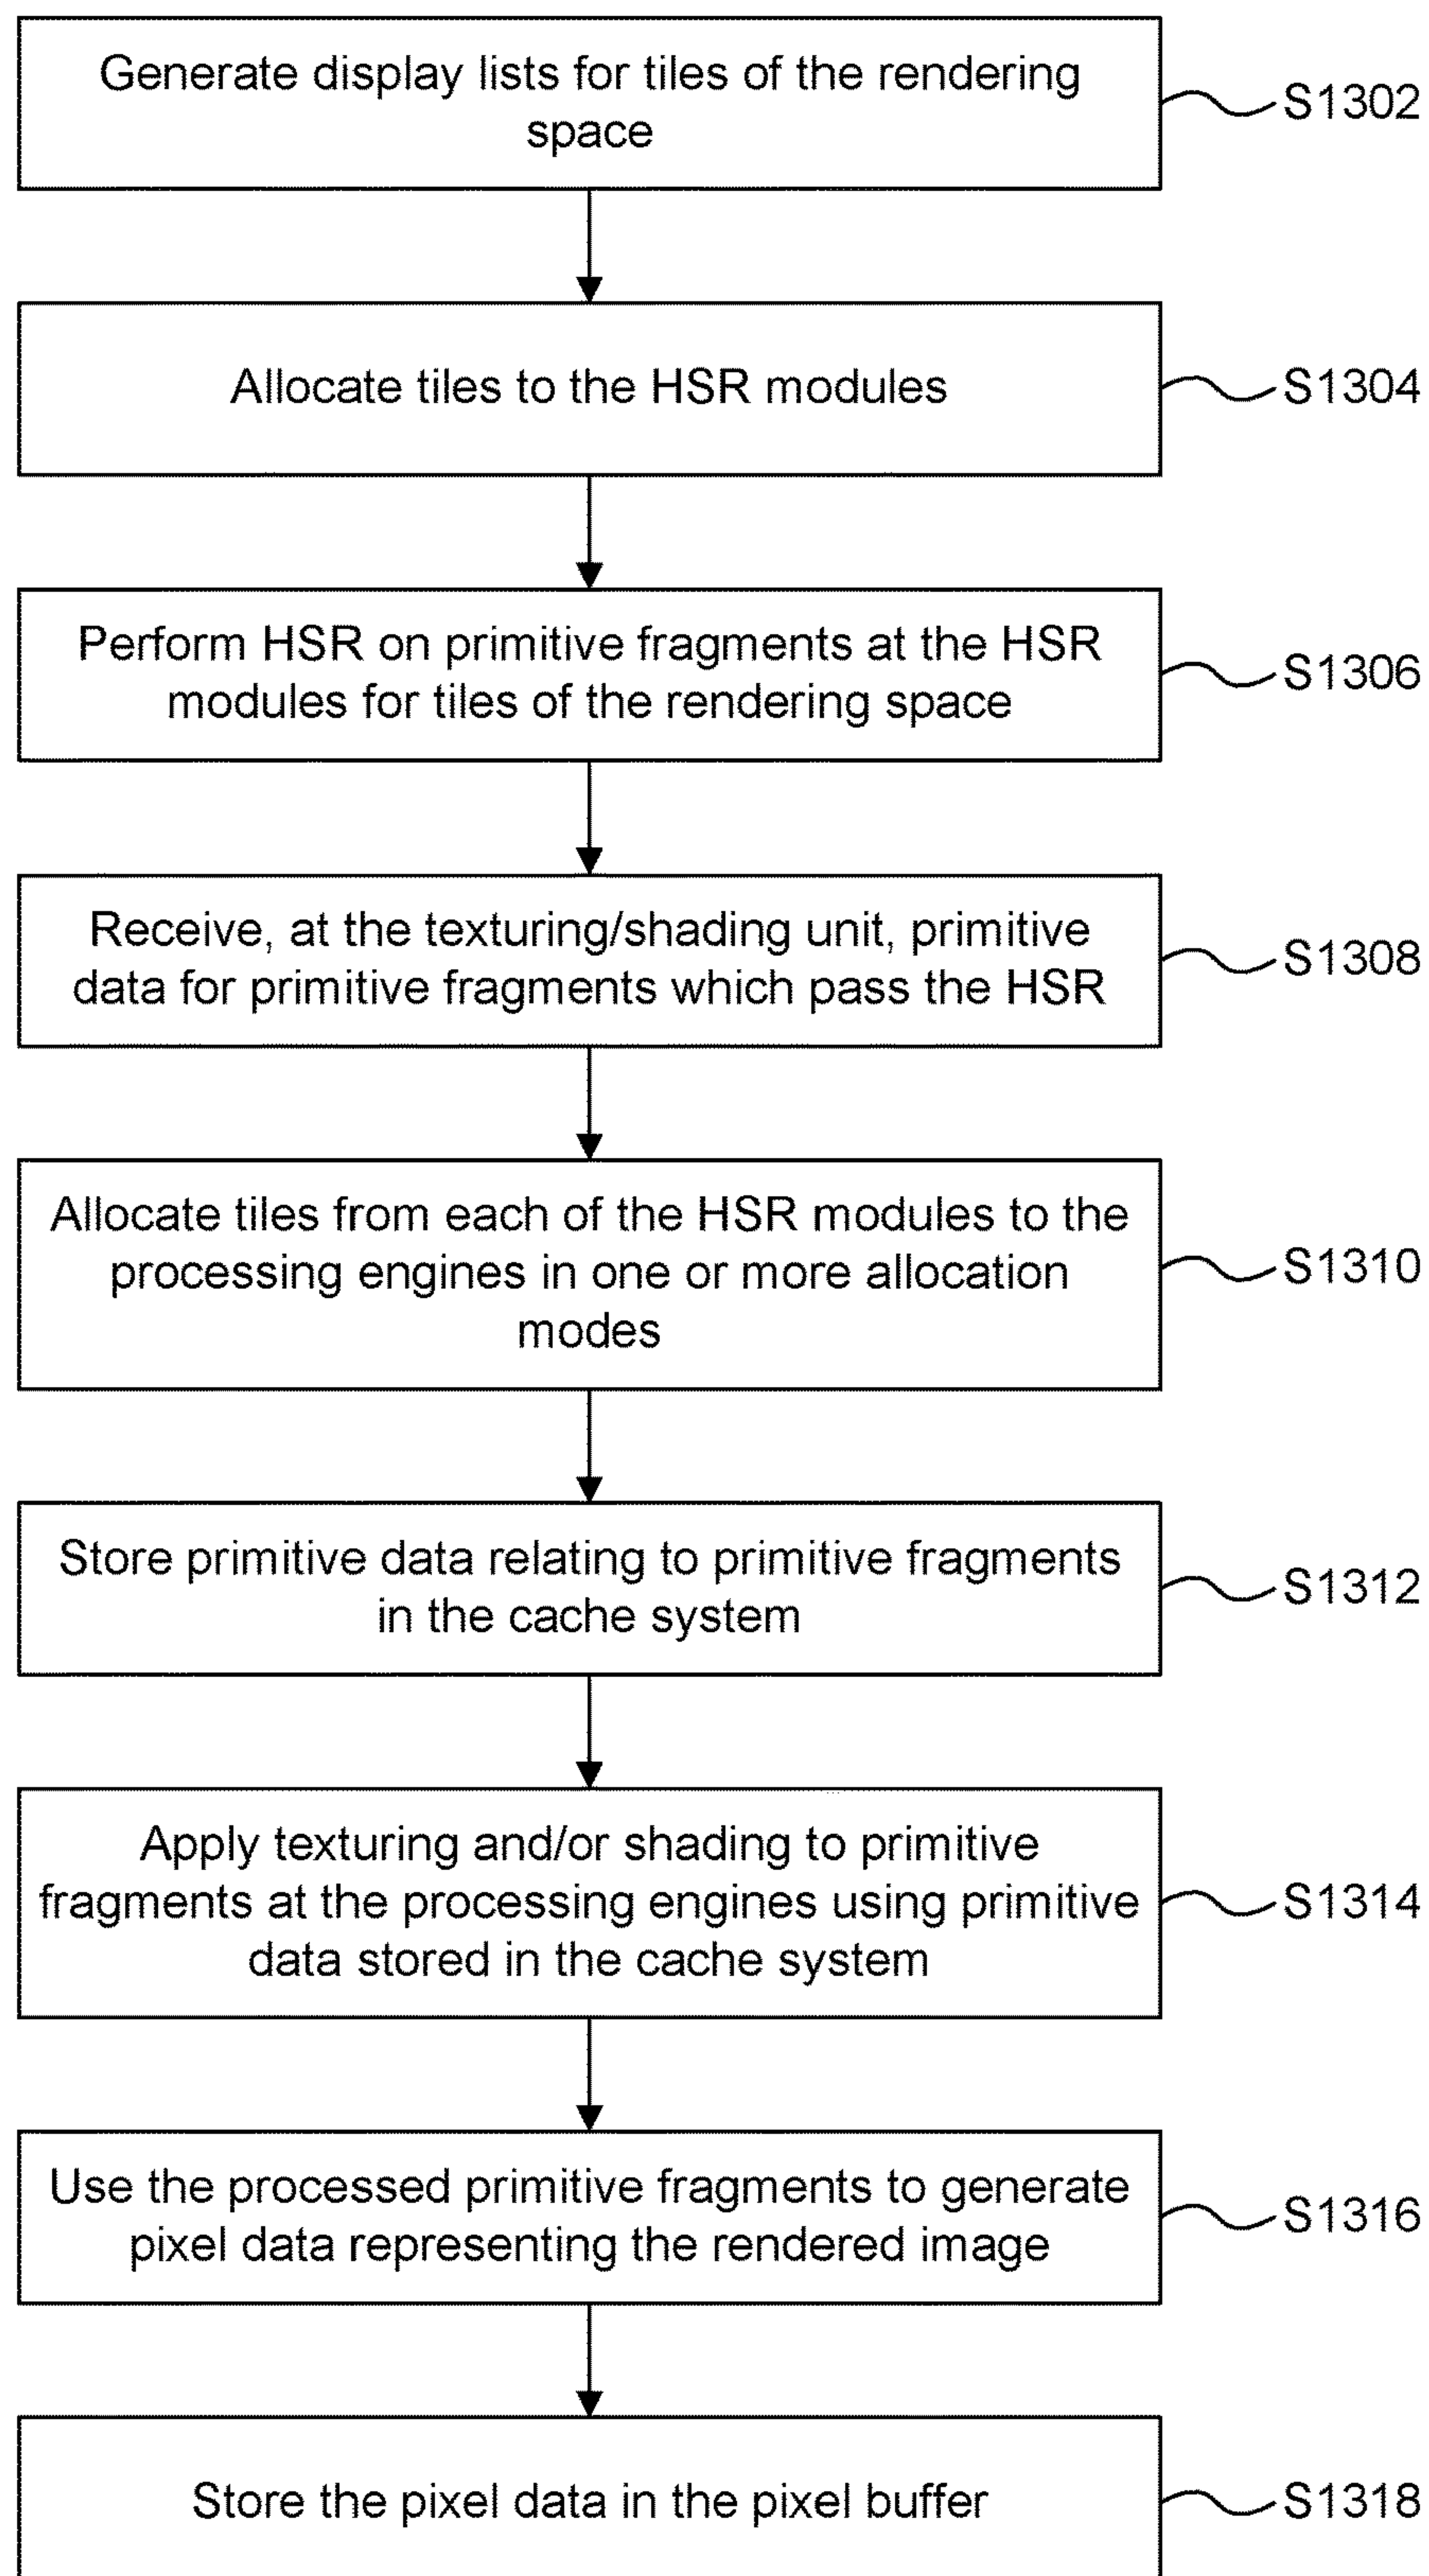 Generate display lists for tiles of the rendering
space
S1302
Allocate tiles to the HSR modules
S1304
Perform HSR on primitive fragments at the HSR
modules for tiles of the rendering space
S1306
Receive, at the texturing/shading unit, primitive
data for primitive fragments which pass the HSR
S1308
Allocate tiles from each of the HSR modules to the
processing engines in one or more allocation
modes
S1310
Store primitive data relating to primitive fragments
in the cache system
S1312
Apply texturing and/or shading to primitive
fragments at the processing engines using primitive
data stored in the cache system
S1314
Use the processed primitive fragments to generate
pixel data representing the rendered image
S1316
Store the pixel data in the pixel buffer
S1318